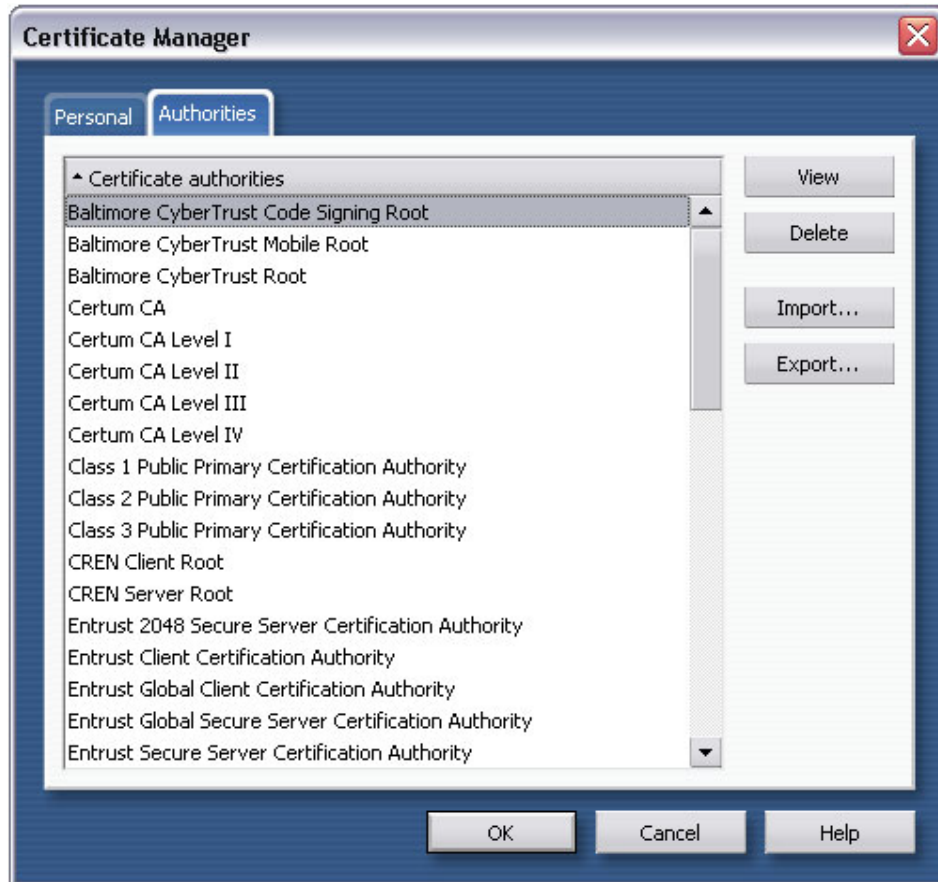 Certificate Manager
Personal
Authorities
Certificate authorities
Baltimore CyberTrust Code Signing Root
Baltimore CyberTrust Mobile Root
Baltimore CyberTrust Root
Certum CA
Certum CA Level I
Certum CA Level II
Certum CA Level III
Certum CA Level IV
Class 1 Public Primary Certification Authority
Class 2 Public Primary Certification Authority
Class 3 Public Primary Certification Authority
CREN Client Root
CREN Server Root
Entrust 2048 Secure Server Certification Authority
Entrust Client Certification Authority
Entrust Global Client Certification Authority
Entrust Global Secure Server Certification Authority
Entrust Secure Server Certification Authority
View
Delete
Import...
Export...
OK
Cancel
Help